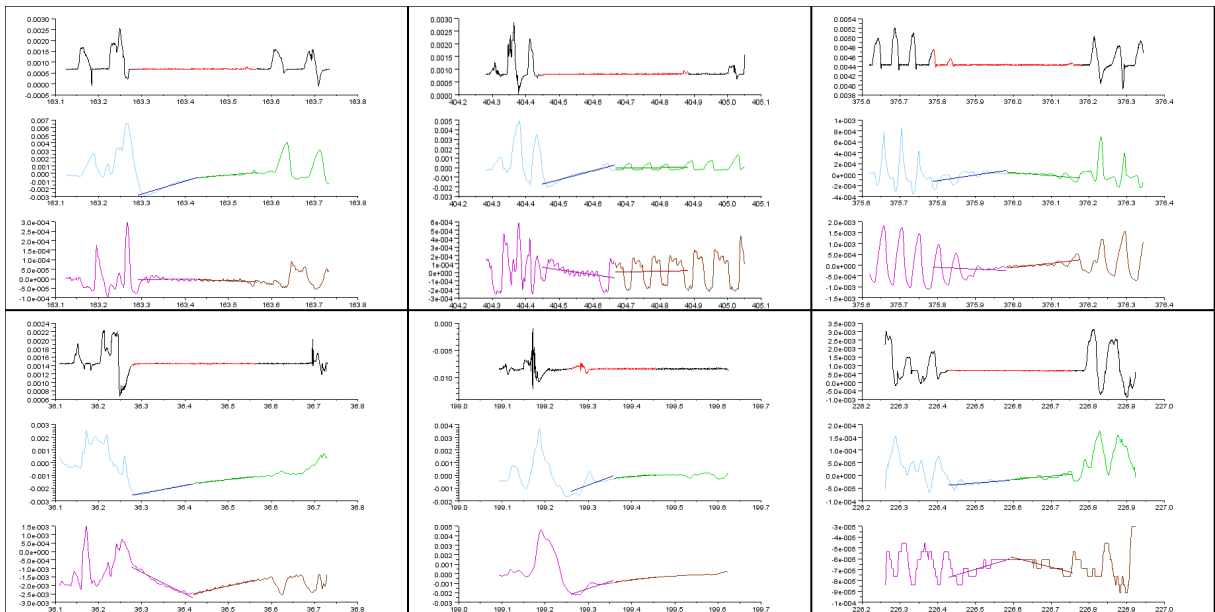 0.0030
0.0025
0.0020
0.0015
0.0010
0.0005
0.0000
-0.0005
163.1 163.2 163.3 163.4 163.5 163.6 163.7 163.8
0.007
0.006
0.005
0.004
0.003
0.002
0.001
0.000
-0.001
-0.002
-0.003
163.1 163.2 163.3 163.4 163.5 163.6 163.7 163.8
3.0e-004
2.5e-004
2.0e-004
1.5e-004
1.0e-004
5.0e-005
0.0e+000
-5.0e-005
-1.0e-004
163.1 163.2 163.3 163.4 163.5 163.6 163.7 163.8
0.0030
0.0025
0.0020
0.0015
0.0010
0.0005
0.0000
404.2 404.3 404.4 404.5 404.6 404.7 404.8 404.9 405.0 405.1
0.005
0.004
0.003
0.002
0.001
0.000
-0.001
-0.002
-0.003
404.2 404.3 404.4 404.5 404.6 404.7 404.8 404.9 405.0 405.1
6e-004
5e-004
4e-004
3e-004
2e-004
1e-004
0e+000
-1e-004
-2e-004
-3e-004
404.2 404.3 404.4 404.5 404.6 404.7 404.8 404.9 405.0 405.1
0.0054
0.0052
0.0050
0.0048
0.0046
0.0044
0.0042
0.0040
0.0038
375.6 375.7 375.8 375.9 376.0 376.1 376.2 376.3 376.4
1e-003
8e-004
6e-004
4e-004
2e-004
0e+000
-2e-004
-4e-004
375.6 375.7 375.8 375.9 376.0 376.1 376.2 376.3 376.4
2.0e-003
1.5e-003
1.0e-003
5.0e-004
0.0e+000
-5.0e-004
-1.0e-003
-1.5e-003
375.6 375.7 375.8 375.9 376.0 376.1 376.2 376.3 376.4
0.0024
0.0022
0.0020
0.0018
0.0016
0.0014
0.0012
0.0010
0.0008
0.0006
36.1 36.2 36.3 36.4 36.5 36.6 36.7 36.8
0.003
0.002
0.001
0.000
-0.001
-0.002
-0.003
36.1 36.2 36.3 36.4 36.5 36.6 36.7 36.8
1.5e-003
1.0e-003
5.0e-004
0.0e+000
-5.0e-004
-1.0e-003
-1.5e-003
-2.0e-003
-2.5e-003
-3.0e-003
36.1 36.2 36.3 36.4 36.5 36.6 36.7 36.8
0.000
-0.005
-0.010
199.0 199.1 199.2 199.3 199.4 199.5 199.6 199.7
0.004
0.003
0.002
0.001
0.000
-0.001
-0.002
199.0 199.1 199.2 199.3 199.4 199.5 199.6 199.7
0.005
0.004
0.003
0.002
0.001
0.000
-0.001
-0.002
-0.003
199.0 199.1 199.2 199.3 199.4 199.5 199.6 199.7
3.5e-003
3.0e-003
2.5e-003
2.0e-003
1.5e-003
1.0e-003
5.0e-004
0.0e+000
-5.0e-004
-1.0e-003
226.2 226.3 226.4 226.5 226.6 226.7 226.8 226.9 227.0
2.0e-004
1.5e-004
1.0e-004
5.0e-005
0.0e+000
-5.0e-005
-1.0e-004
226.2 226.3 226.4 226.5 226.6 226.7 226.8 226.9 227.0
-3e-005
-4e-005
-5e-005
-6e-005
-7e-005
-8e-005
-9e-005
-1e-004
226.2 226.3 226.4 226.5 226.6 226.7 226.8 226.9 227.0